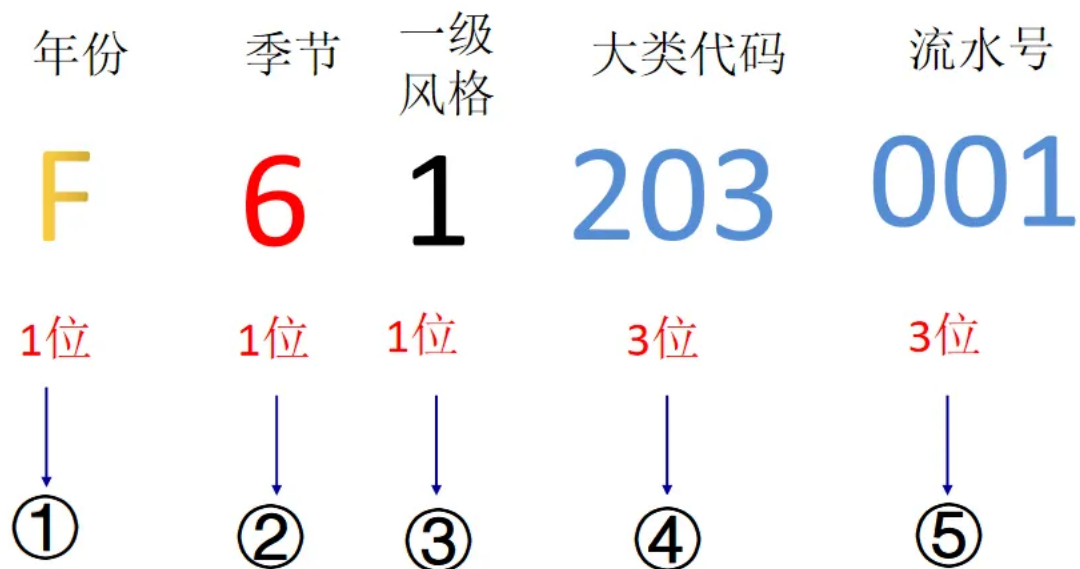 年份 季节 一级风格 大类代码 流水号
F 6 1 203 001
1位 1位 1位 3位 3位
① ② ③ ④ ⑤